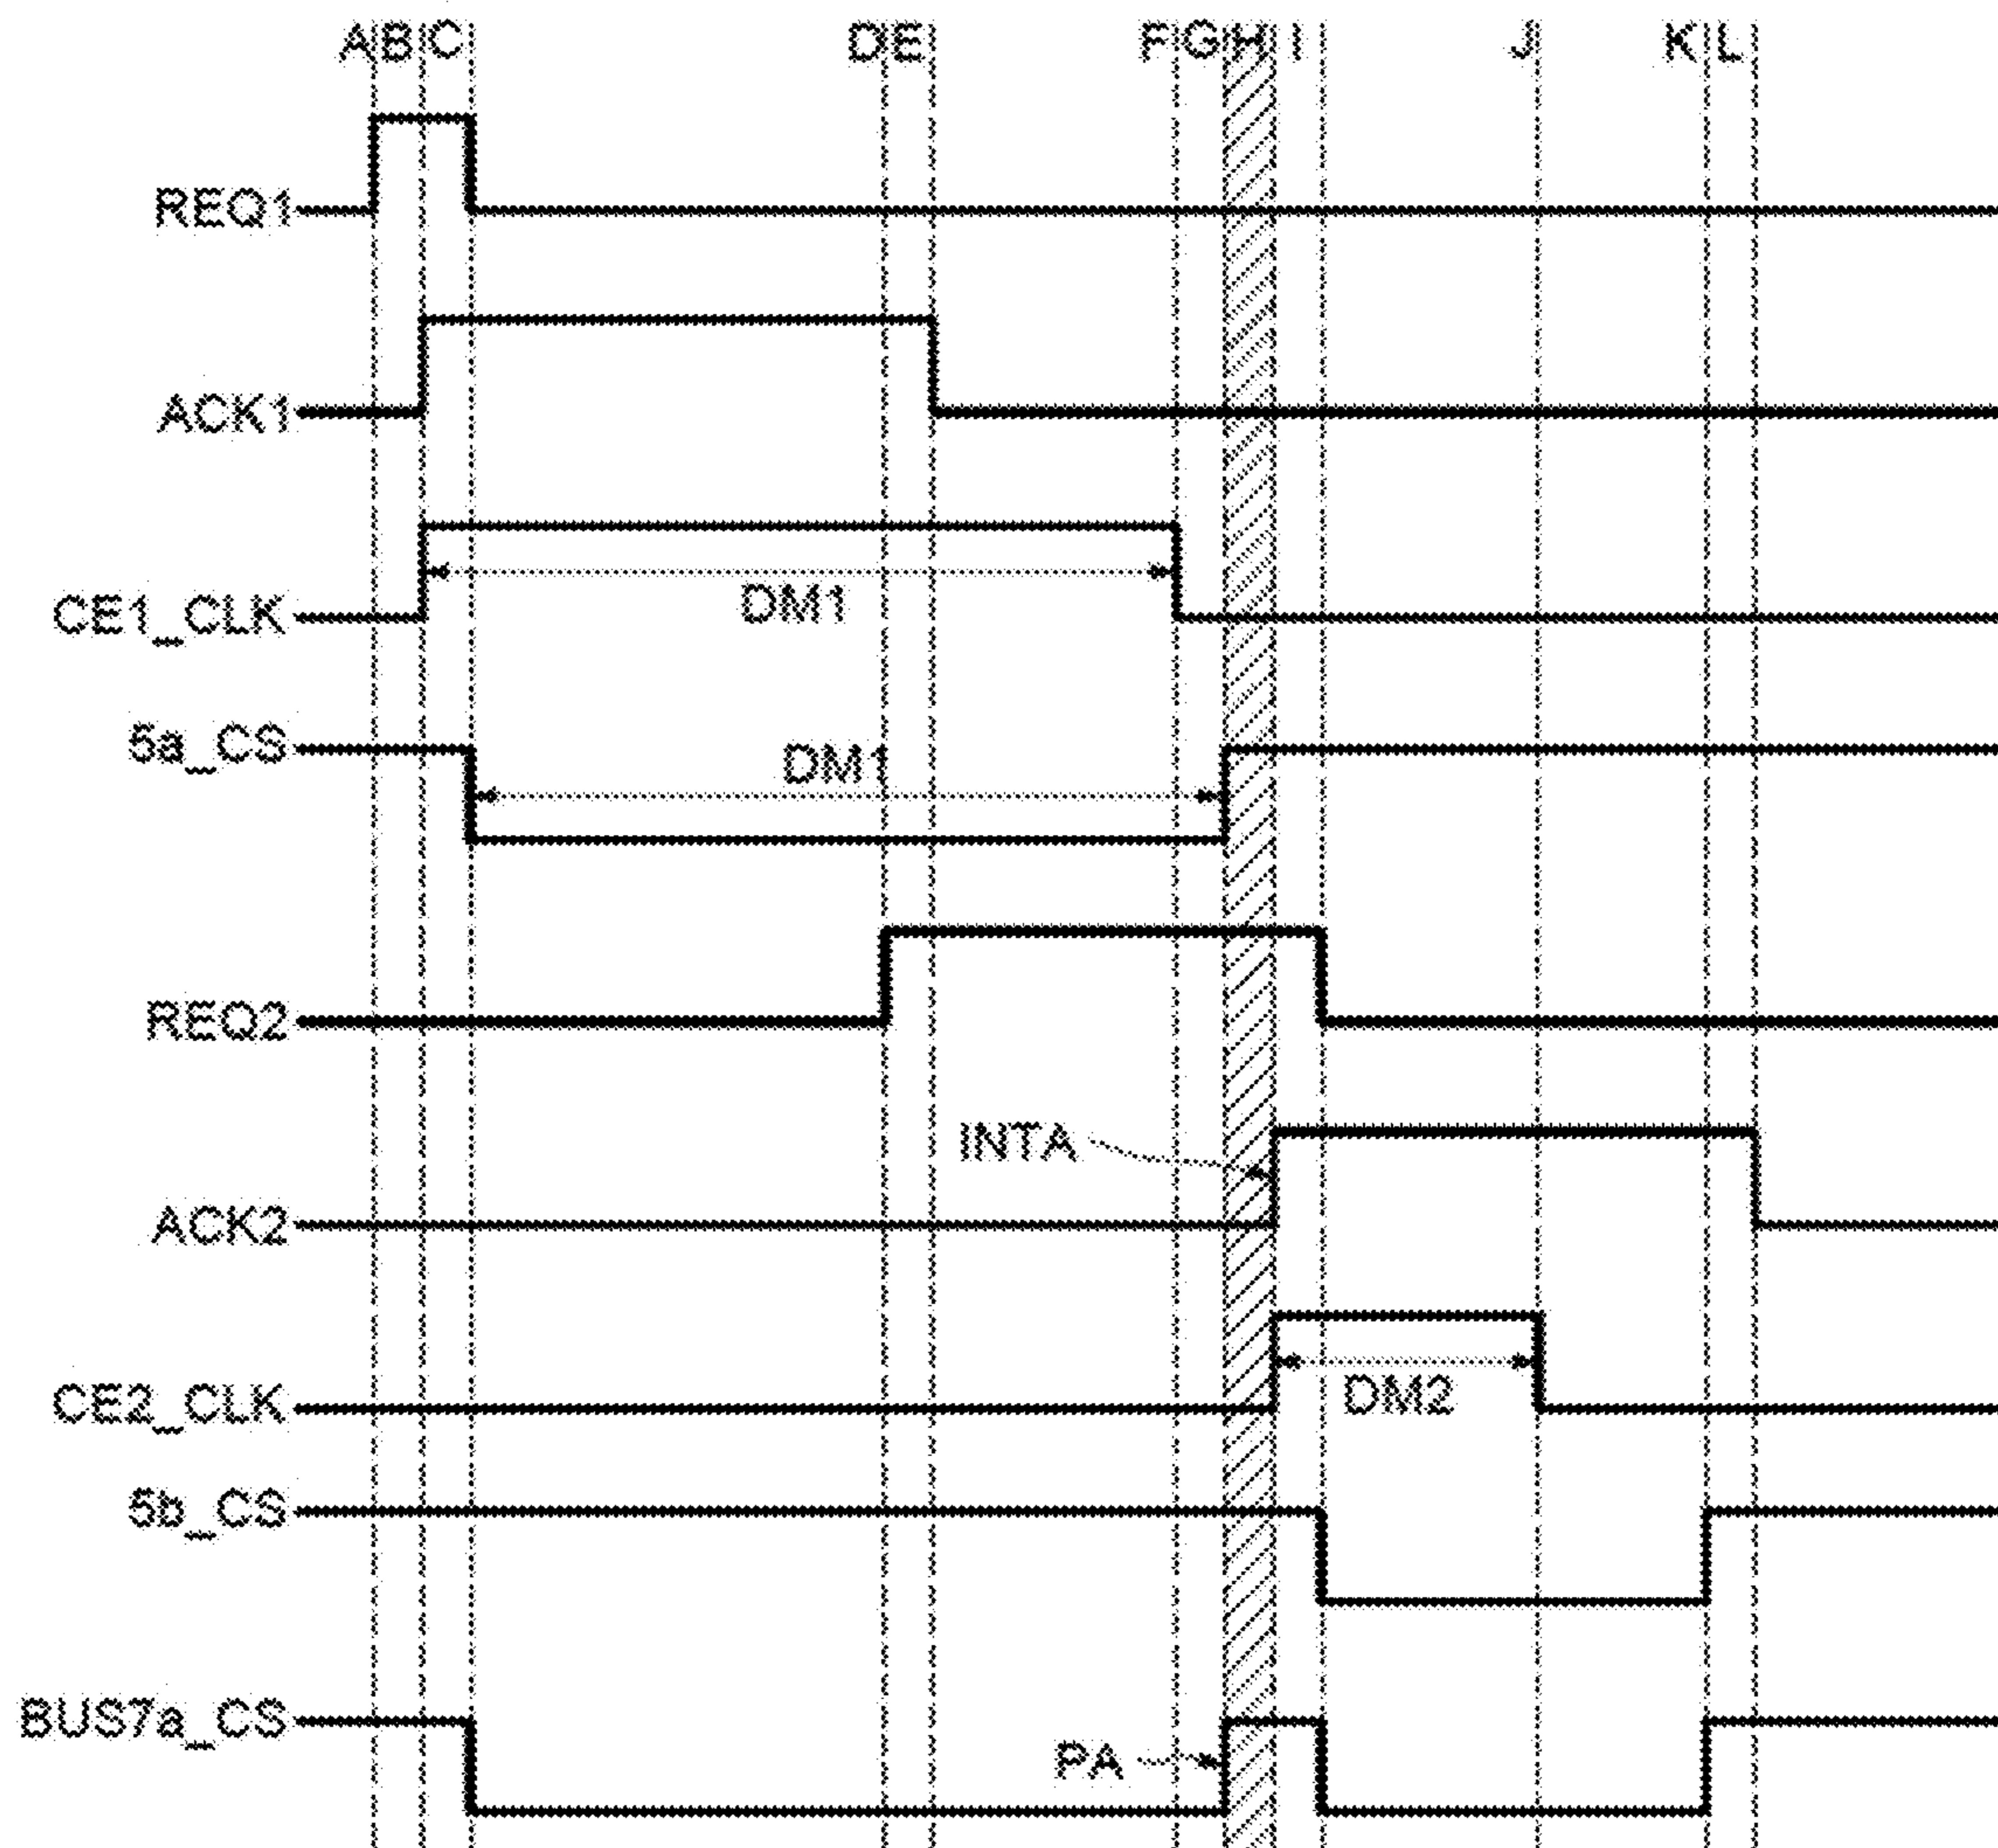 A B C D E F G H I J K L
REQ1
ACK1
CE1_CLK
DM1
5a_CS
DM1
REQ2
INTA
ACK2
CE2_CLK
DM2
5b_CS
BUS7a_CS
PA